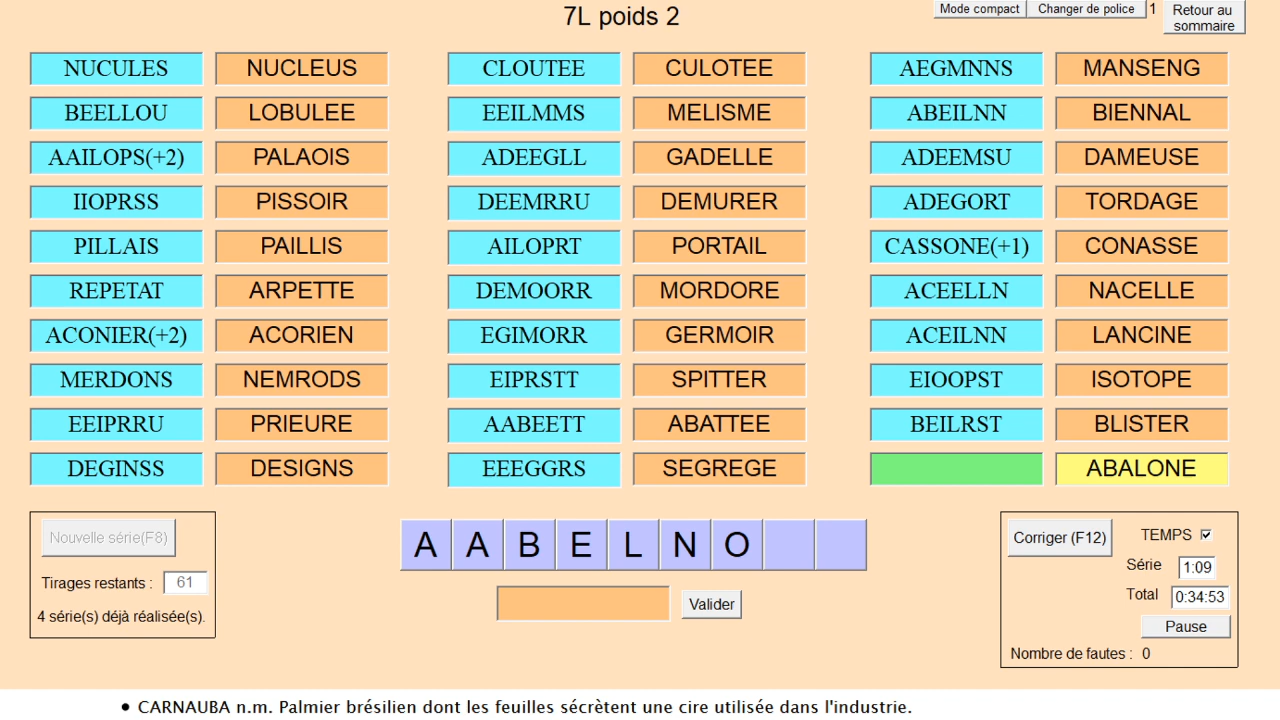 7L poids 2
Mode compact Changer de police 1 Retour au sommaire
NUCULES NUCLEUS CLOUTEE CULOTEE AEGMNNS MANSENG
BEELLOU LOBULEE EEILMMS MELISME ABEILNN BIENNAL
AAILOPS(+2) PALAOIS ADEEGLL GADELLE ADEEMSU DAMEUSE
IIOPRSS PISSOIR DEEMRRU DEMURER ADEGORT TORDAGE
PILLAIS PAILLIS AILOPRT PORTAIL CASSONE(+1) CONASSE
REPETAT ARPETTE DEMOORR MORDORE ACEELLN NACELLE
ACONIER(+2) ACORIEN EGIMORR GERMOIR ACEILNN LANCINE
MERDONS NEMRODS EIPRSTT SPITTER EIOOPST ISOTOPE
EEIPRRU PRIEURE AABEETT ABATTEE BEILRST BLISTER
DEGINSS DESIGNS EEEGGRS SEGREGE ABALONE
Nouvelle série(F8)
Tirages restants : 61
4 série(s) déjà réalisée(s).
A A B E L N O
Valider
Corriger (F12) TEMPS
Série 1:09
Total 0:34:53
Pause
Nombre de fautes : 0
• CARNAUBA n.m. Palmier brésilien dont les feuilles sécrètent une cire utilisée dans l'industrie.